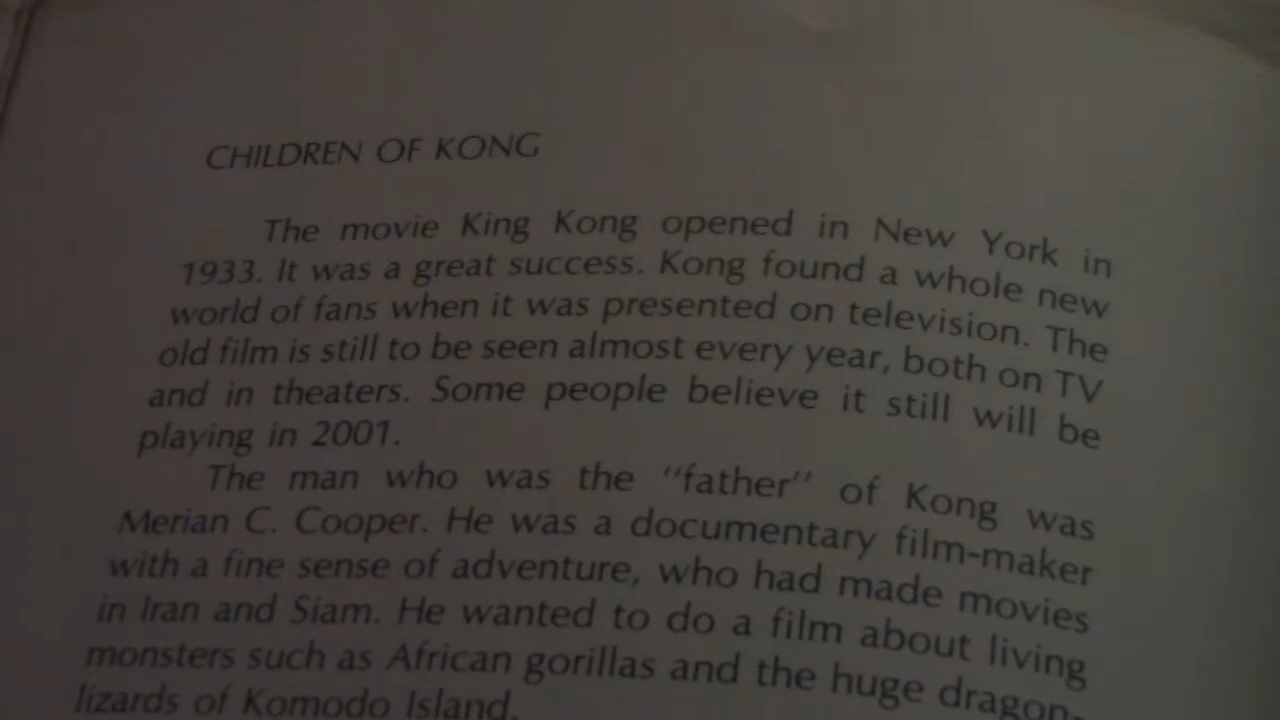 CHILDREN OF KONG
The movie King Kong opened in New York in
1933. It was a great success. Kong found a whole new
world of fans when it was presented on television. The
old film is still to be seen almost every year, both on TV
and in theaters. Some people believe it still will be
playing in 2001.
The man who was the "father" of Kong was
Merian C. Cooper. He was a documentary film-maker
with a fine sense of adventure, who had made movies
in Iran and Siam. He wanted to do a film about living
monsters such as African gorillas and the huge dragon-
lizards of Komodo Island.